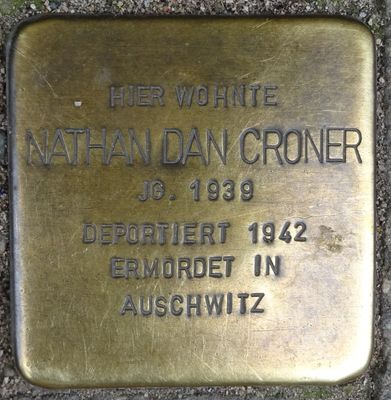 HIER WOHNTE
NATHAN DAN CRONER
JG. 1939
DEPORTIERT 1942
ERMORDET IN
AUSCHWITZ